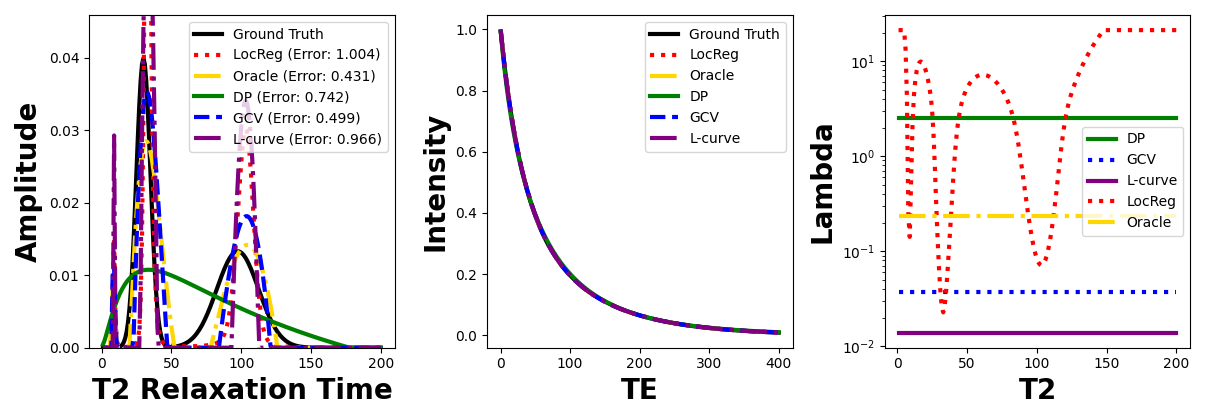 Amplitude
0.04
0.03
0.02
0.01
0.00
Ground Truth
LocReg (Error: 1.004)
Oracle (Error: 0.431)
DP (Error: 0.742)
GCV (Error: 0.499)
L-curve (Error: 0.966)
0 50 100 150 200
T2 Relaxation Time
Intensity
1.0
0.8
0.6
0.4
0.2
0.0
Ground Truth
LocReg
Oracle
DP
GCV
L-curve
0 100 200 300 400
TE
Lambda
10¹
10⁰
10⁻¹
10⁻²
DP
GCV
L-curve
LocReg
Oracle
0 50 100 150 200
T2